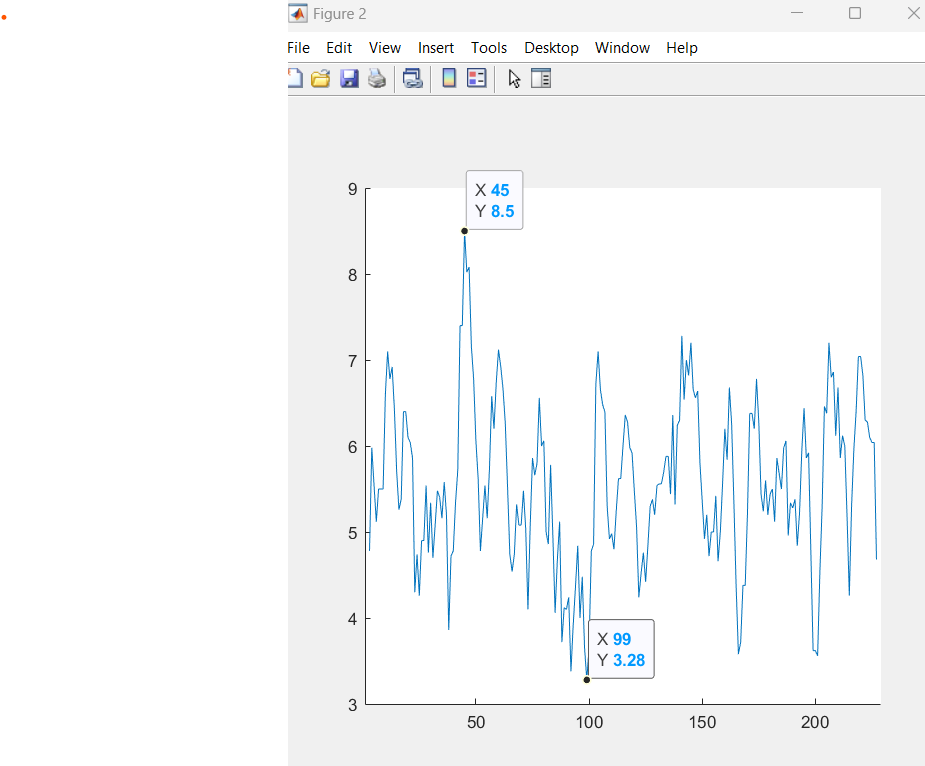 Figure 2
File Edit View Insert Tools Desktop Window Help
9
X 45
Y 8.5
8
7
6
5
4
X 99
Y 3.28
3
50 100 150 200